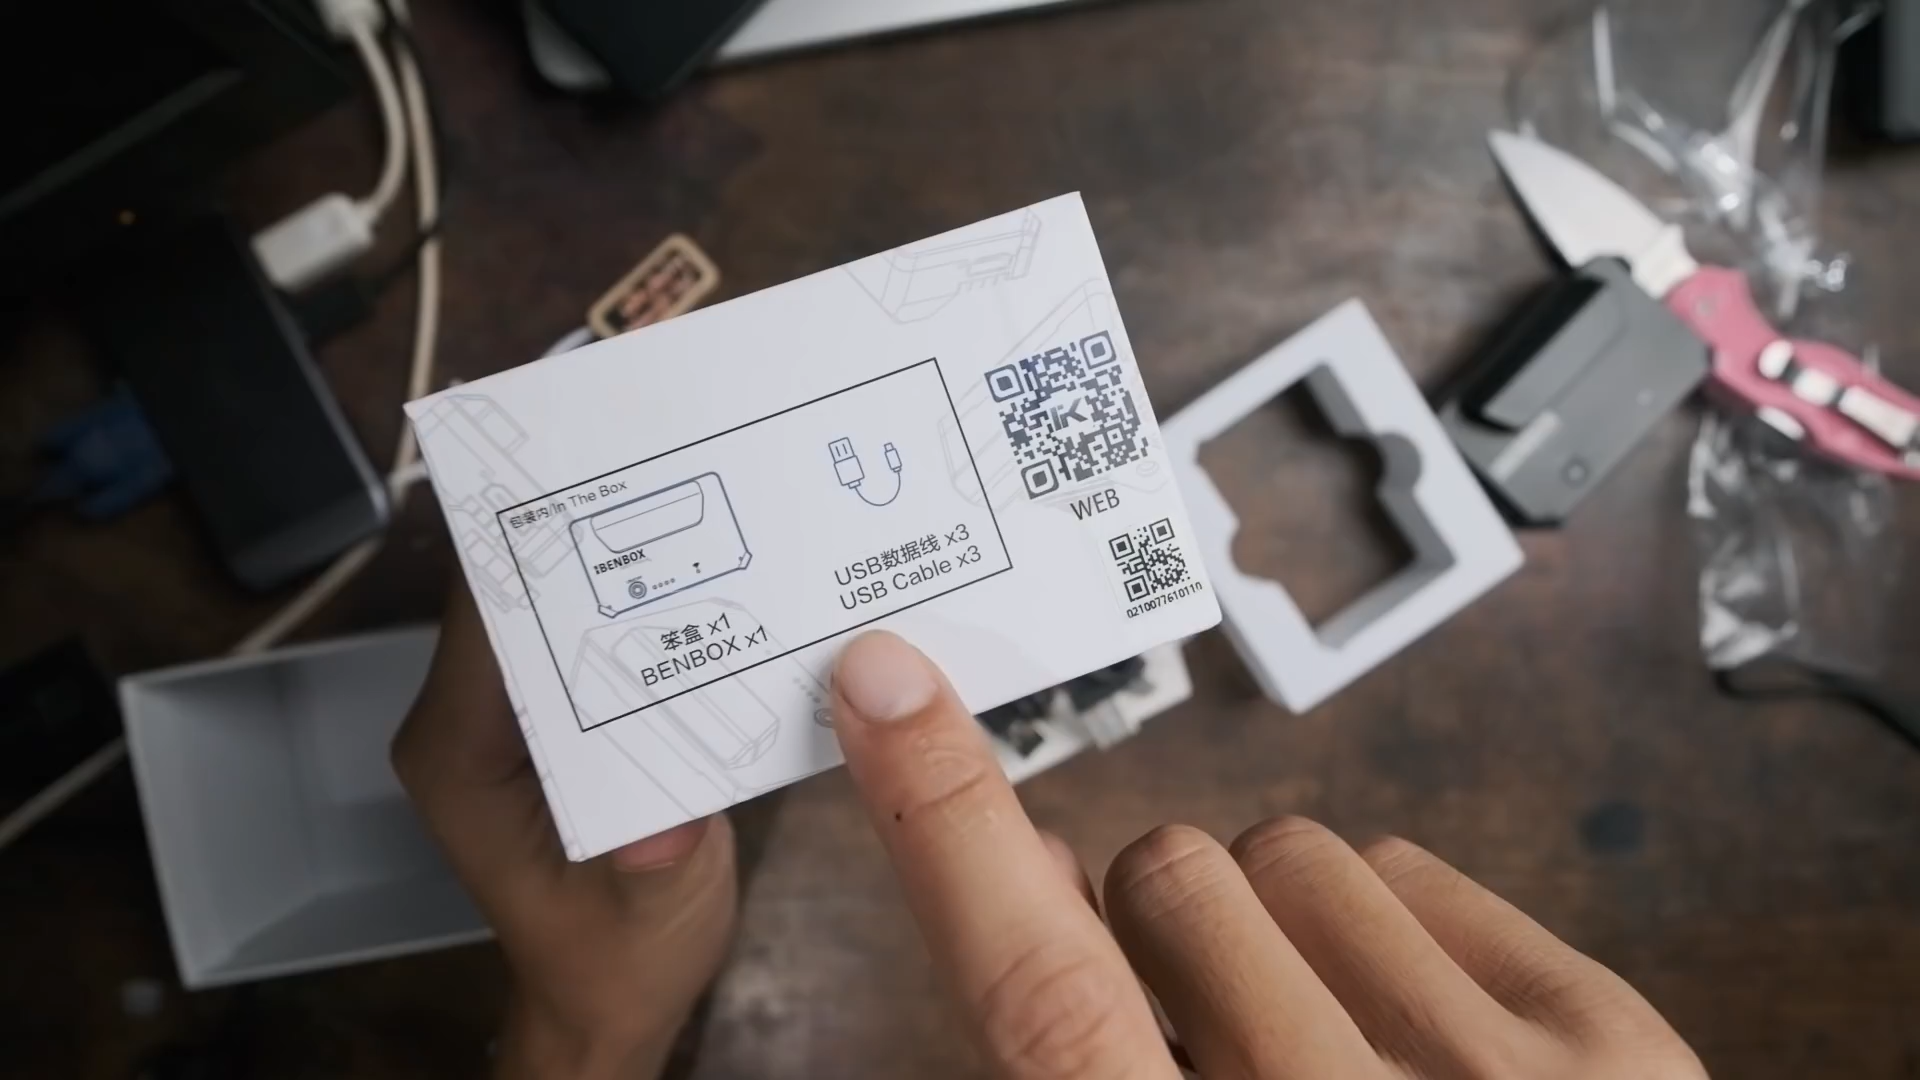 包装内/In The Box
BENBOX
笨盒 x1
BENBOX x1
USB数据线 x3
USB Cable x3
WEB
0210077610110